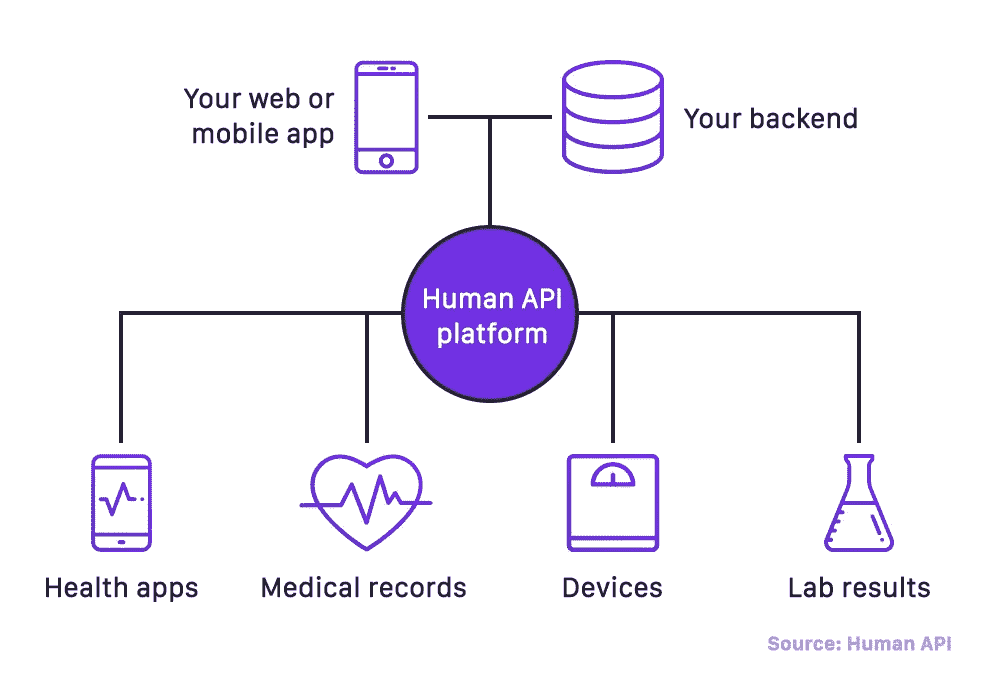 Your web or
mobile app
Your backend
Human API
platform
Health apps
Medical records
Devices
Lab results
Source: Human API